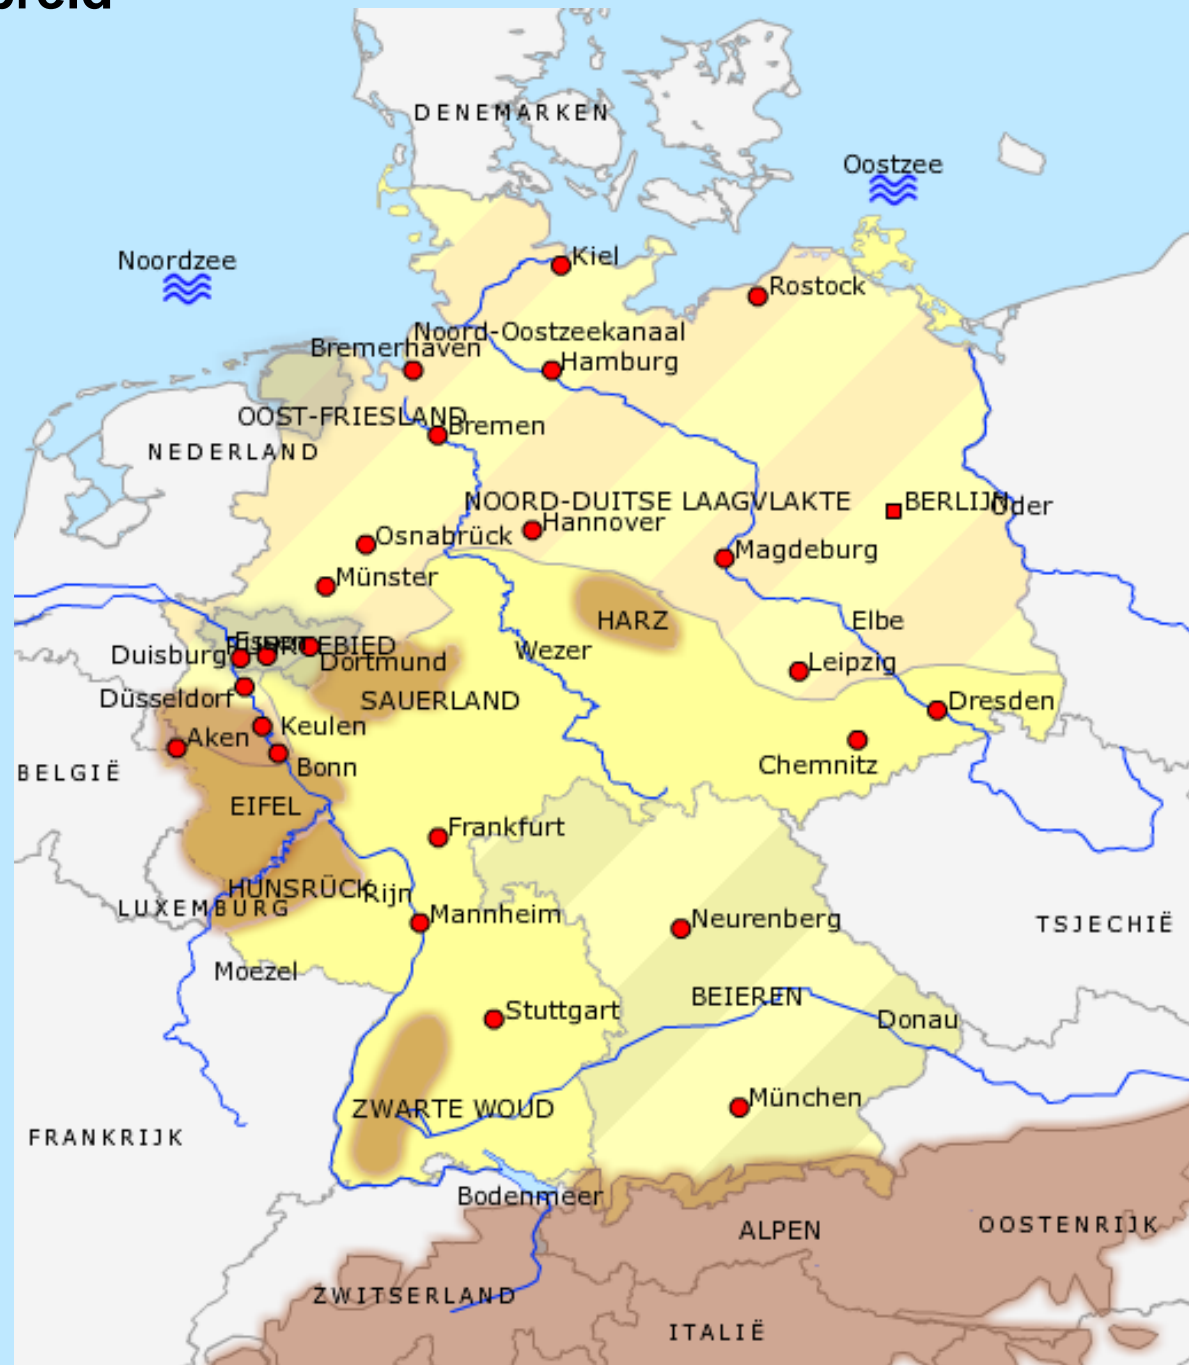 DENEMARKEN
Oostzee
Noordzee
Kiel
Rostock
Noord-Oostzeekanaal
Bremerhaven
Hamburg
OOST-FRIESLAND
Bremen
NEDERLAND
NOORD-DUITSE LAAGVLAKTE
BERLIJN
Oder
Hannover
Osnabrück
Magdeburg
Münster
HARZ
Elbe
Essen
RUHRGEBIED
Wezer
Duisburg
Dortmund
Leipzig
Düsseldorf
SAUERLAND
Dresden
Keulen
Aken
Bonn
Chemnitz
BELGIË
EIFEL
Frankfurt
HUNSRÜCK
Rijn
LUXEMBURG
Mannheim
Neurenberg
TSJECHIË
Moezel
BEIEREN
Stuttgart
Donau
ZWARTE WOUD
München
FRANKRIJK
Bodenmeer
ALPEN
OOSTENRIJK
ZWITSERLAND
ITALIË